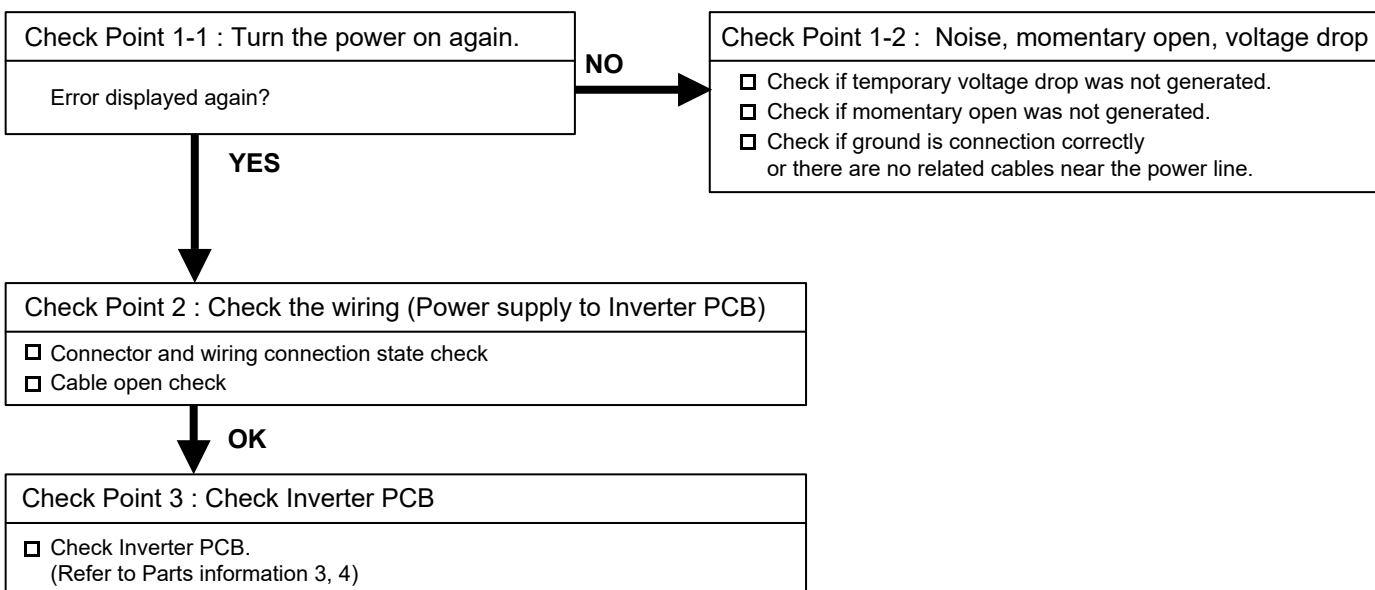 Check Point 1-1 : Turn the power on again.
Error displayed again?
NO
Check Point 1-2 :  Noise, momentary open, voltage drop
Check if temporary voltage drop was not generated.
Check if momentary open was not generated.
Check if ground is connection correctly
or there are no related cables near the power line.
YES
Check Point 2 : Check the wiring (Power supply to Inverter PCB)
Connector and wiring connection state check
Cable open check
OK
Check Point 3 : Check Inverter PCB
Check Inverter PCB.
(Refer to Parts information 3, 4)